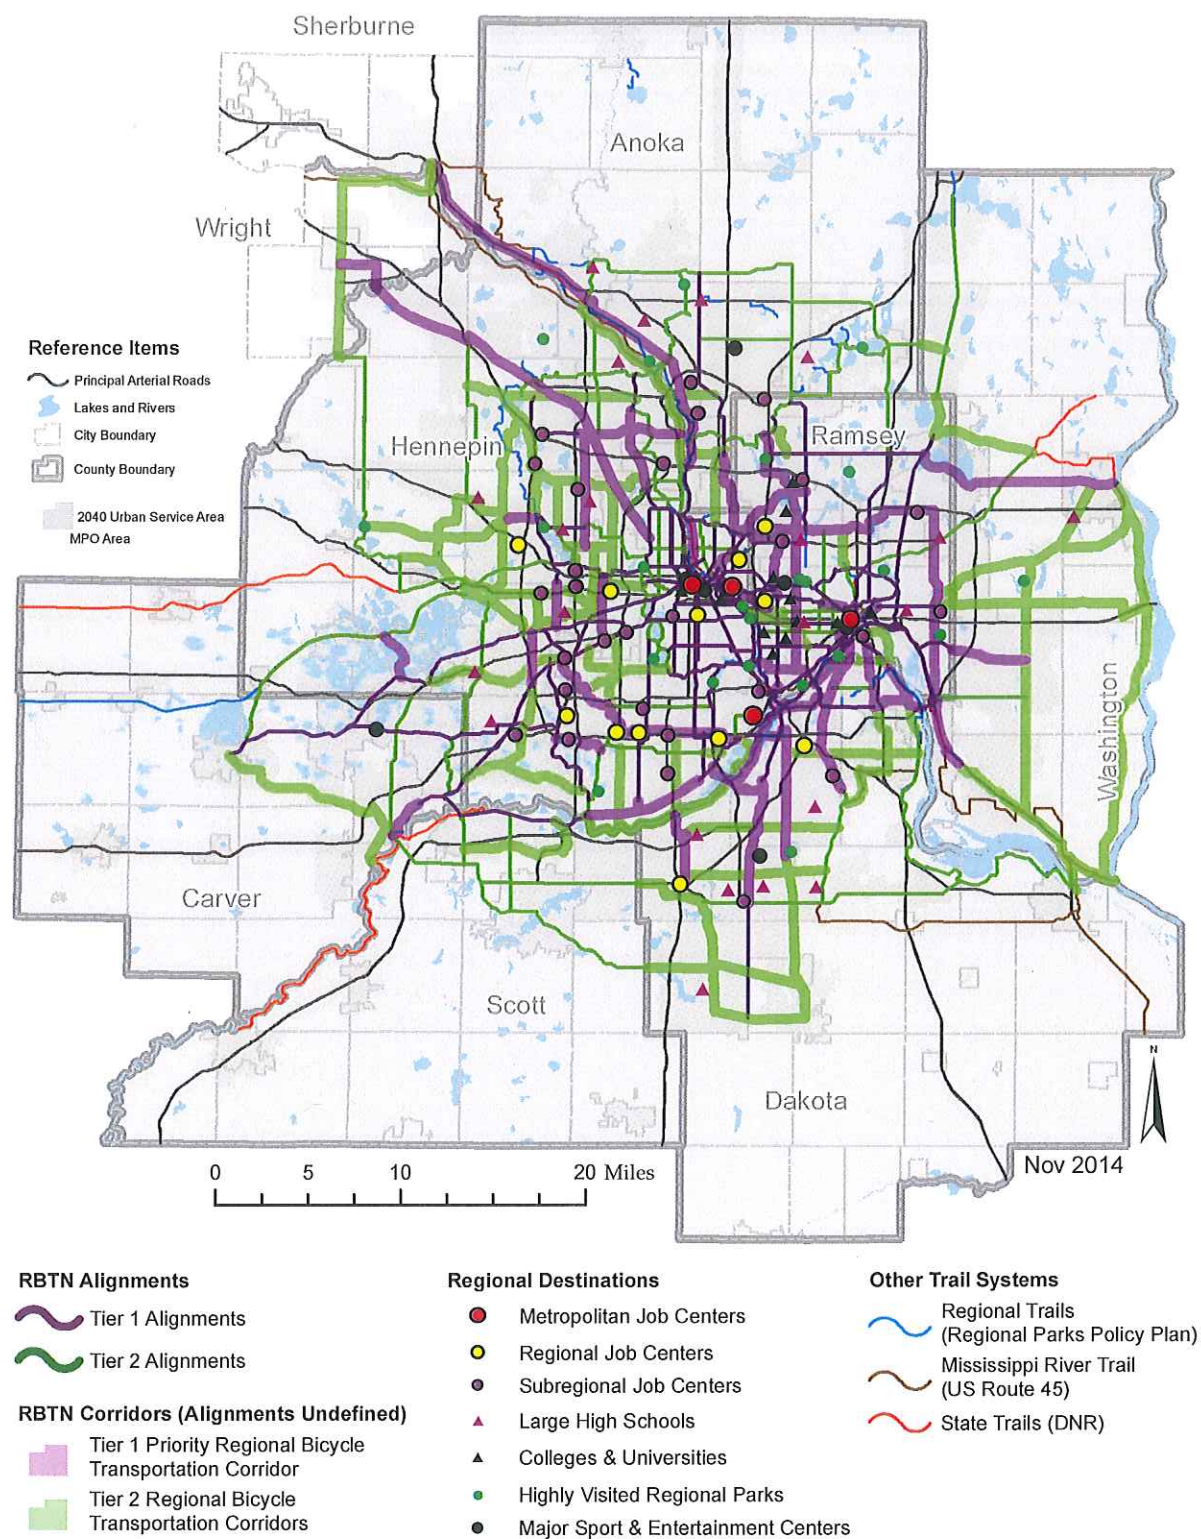 Sherburne
Anoka
Wright
Reference Items
Principal Arterial Roads
Lakes and Rivers
City Boundary
County Boundary
2040 Urban Service Area
MPO Area
Hennepin
Ramsey
Washington
Carver
Scott
Dakota
N
Nov 2014
0 5 10 20 Miles
RBTN Alignments
Tier 1 Alignments
Tier 2 Alignments
RBTN Corridors (Alignments Undefined)
Tier 1 Priority Regional Bicycle
Transportation Corridor
Tier 2 Regional Bicycle
Transportation Corridors
Regional Destinations
Metropolitan Job Centers
Regional Job Centers
Subregional Job Centers
Large High Schools
Colleges & Universities
Highly Visited Regional Parks
Major Sport & Entertainment Centers
Other Trail Systems
Regional Trails
(Regional Parks Policy Plan)
Mississippi River Trail
(US Route 45)
State Trails (DNR)